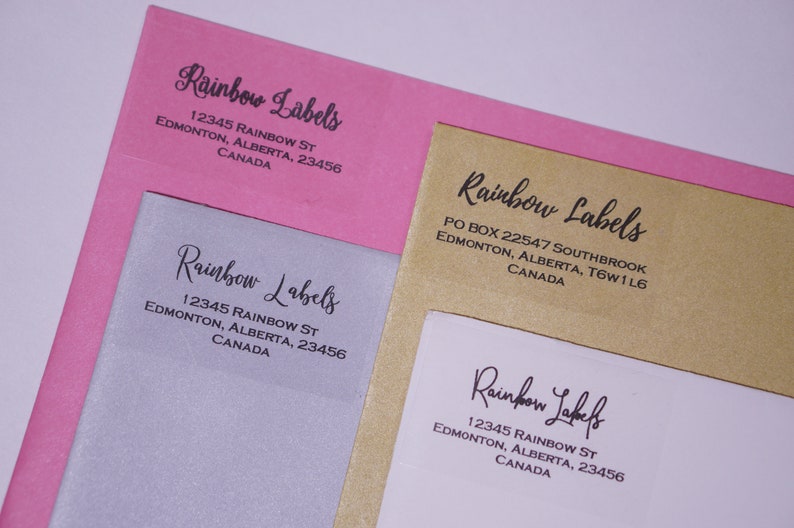 Rainbow Labels
12345 Rainbow St
Edmonton, Alberta, 23456
Canada
Rainbow Labels
PO Box 22547 Southbrook
Edmonton, Alberta, T6W1L6
Canada
Rainbow Labels
12345 Rainbow St
Edmonton, Alberta, 23456
Canada
Rainbow Labels
12345 Rainbow St
Edmonton, Alberta, 23456
Canada